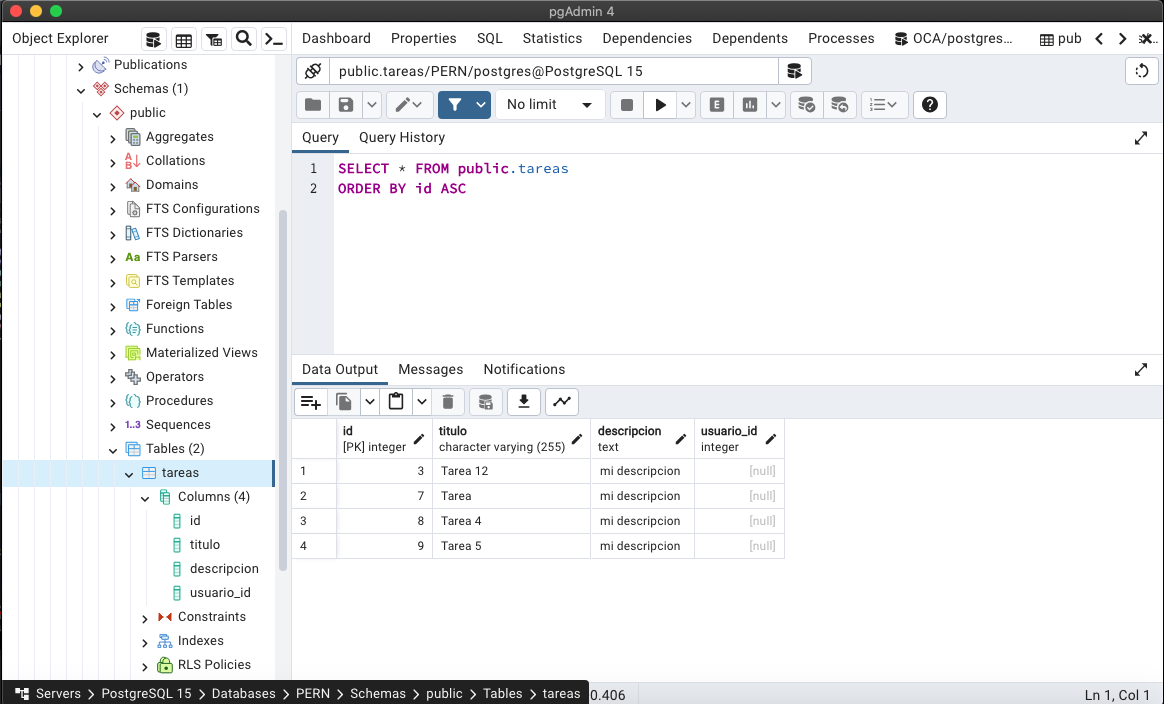 pgAdmin 4
Object Explorer
Dashboard Properties SQL Statistics Dependencies Dependents Processes OCA/postgres... pub
Publications
Schemas (1)
public
Aggregates
Collations
Domains
FTS Configurations
FTS Dictionaries
Aa FTS Parsers
FTS Templates
Foreign Tables
Functions
Materialized Views
Operators
Procedures
1..3 Sequences
Tables (2)
tareas
Columns (4)
id
titulo
descripcion
usuario_id
Constraints
Indexes
RLS Policies
public.tareas/PERN/postgres@PostgreSQL 15
No limit
E
Query Query History
1 SELECT * FROM public.tareas
2 ORDER BY id ASC
Data Output Messages Notifications
id titulo descripcion usuario_id
[PK] integer character varying (255) text integer
1 3 Tarea 12 mi descripcion [null]
2 7 Tarea mi descripcion [null]
3 8 Tarea 4 mi descripcion [null]
4 9 Tarea 5 mi descripcion [null]
Servers > PostgreSQL 15 > Databases > PERN > Schemas > public > Tables > tareas
0.406
Ln 1, Col 1